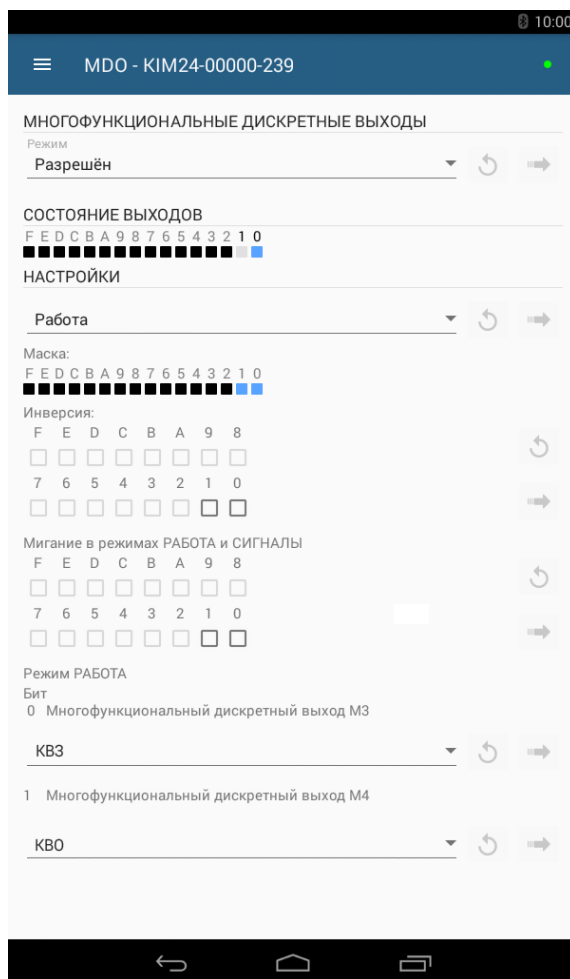 10:00
MDO - KIM24-00000-239
МНОГОФУНКЦИОНАЛЬНЫЕ ДИСКРЕТНЫЕ ВЫХОДЫ
Режим
Разрешён
СОСТОЯНИЕ ВЫХОДОВ
F E D C B A 9 8 7 6 5 4 3 2 1 0
НАСТРОЙКИ
Работа
Маска:
F E D C B A 9 8 7 6 5 4 3 2 1 0
Инверсия:
F E D C B A 9 8
7 6 5 4 3 2 1 0
Мигание в режимах РАБОТА и СИГНАЛЫ
F E D C B A 9 8
7 6 5 4 3 2 1 0
Режим РАБОТА
Бит
0 Многофункциональный дискретный выход М3
КВЗ
1 Многофункциональный дискретный выход М4
КВО